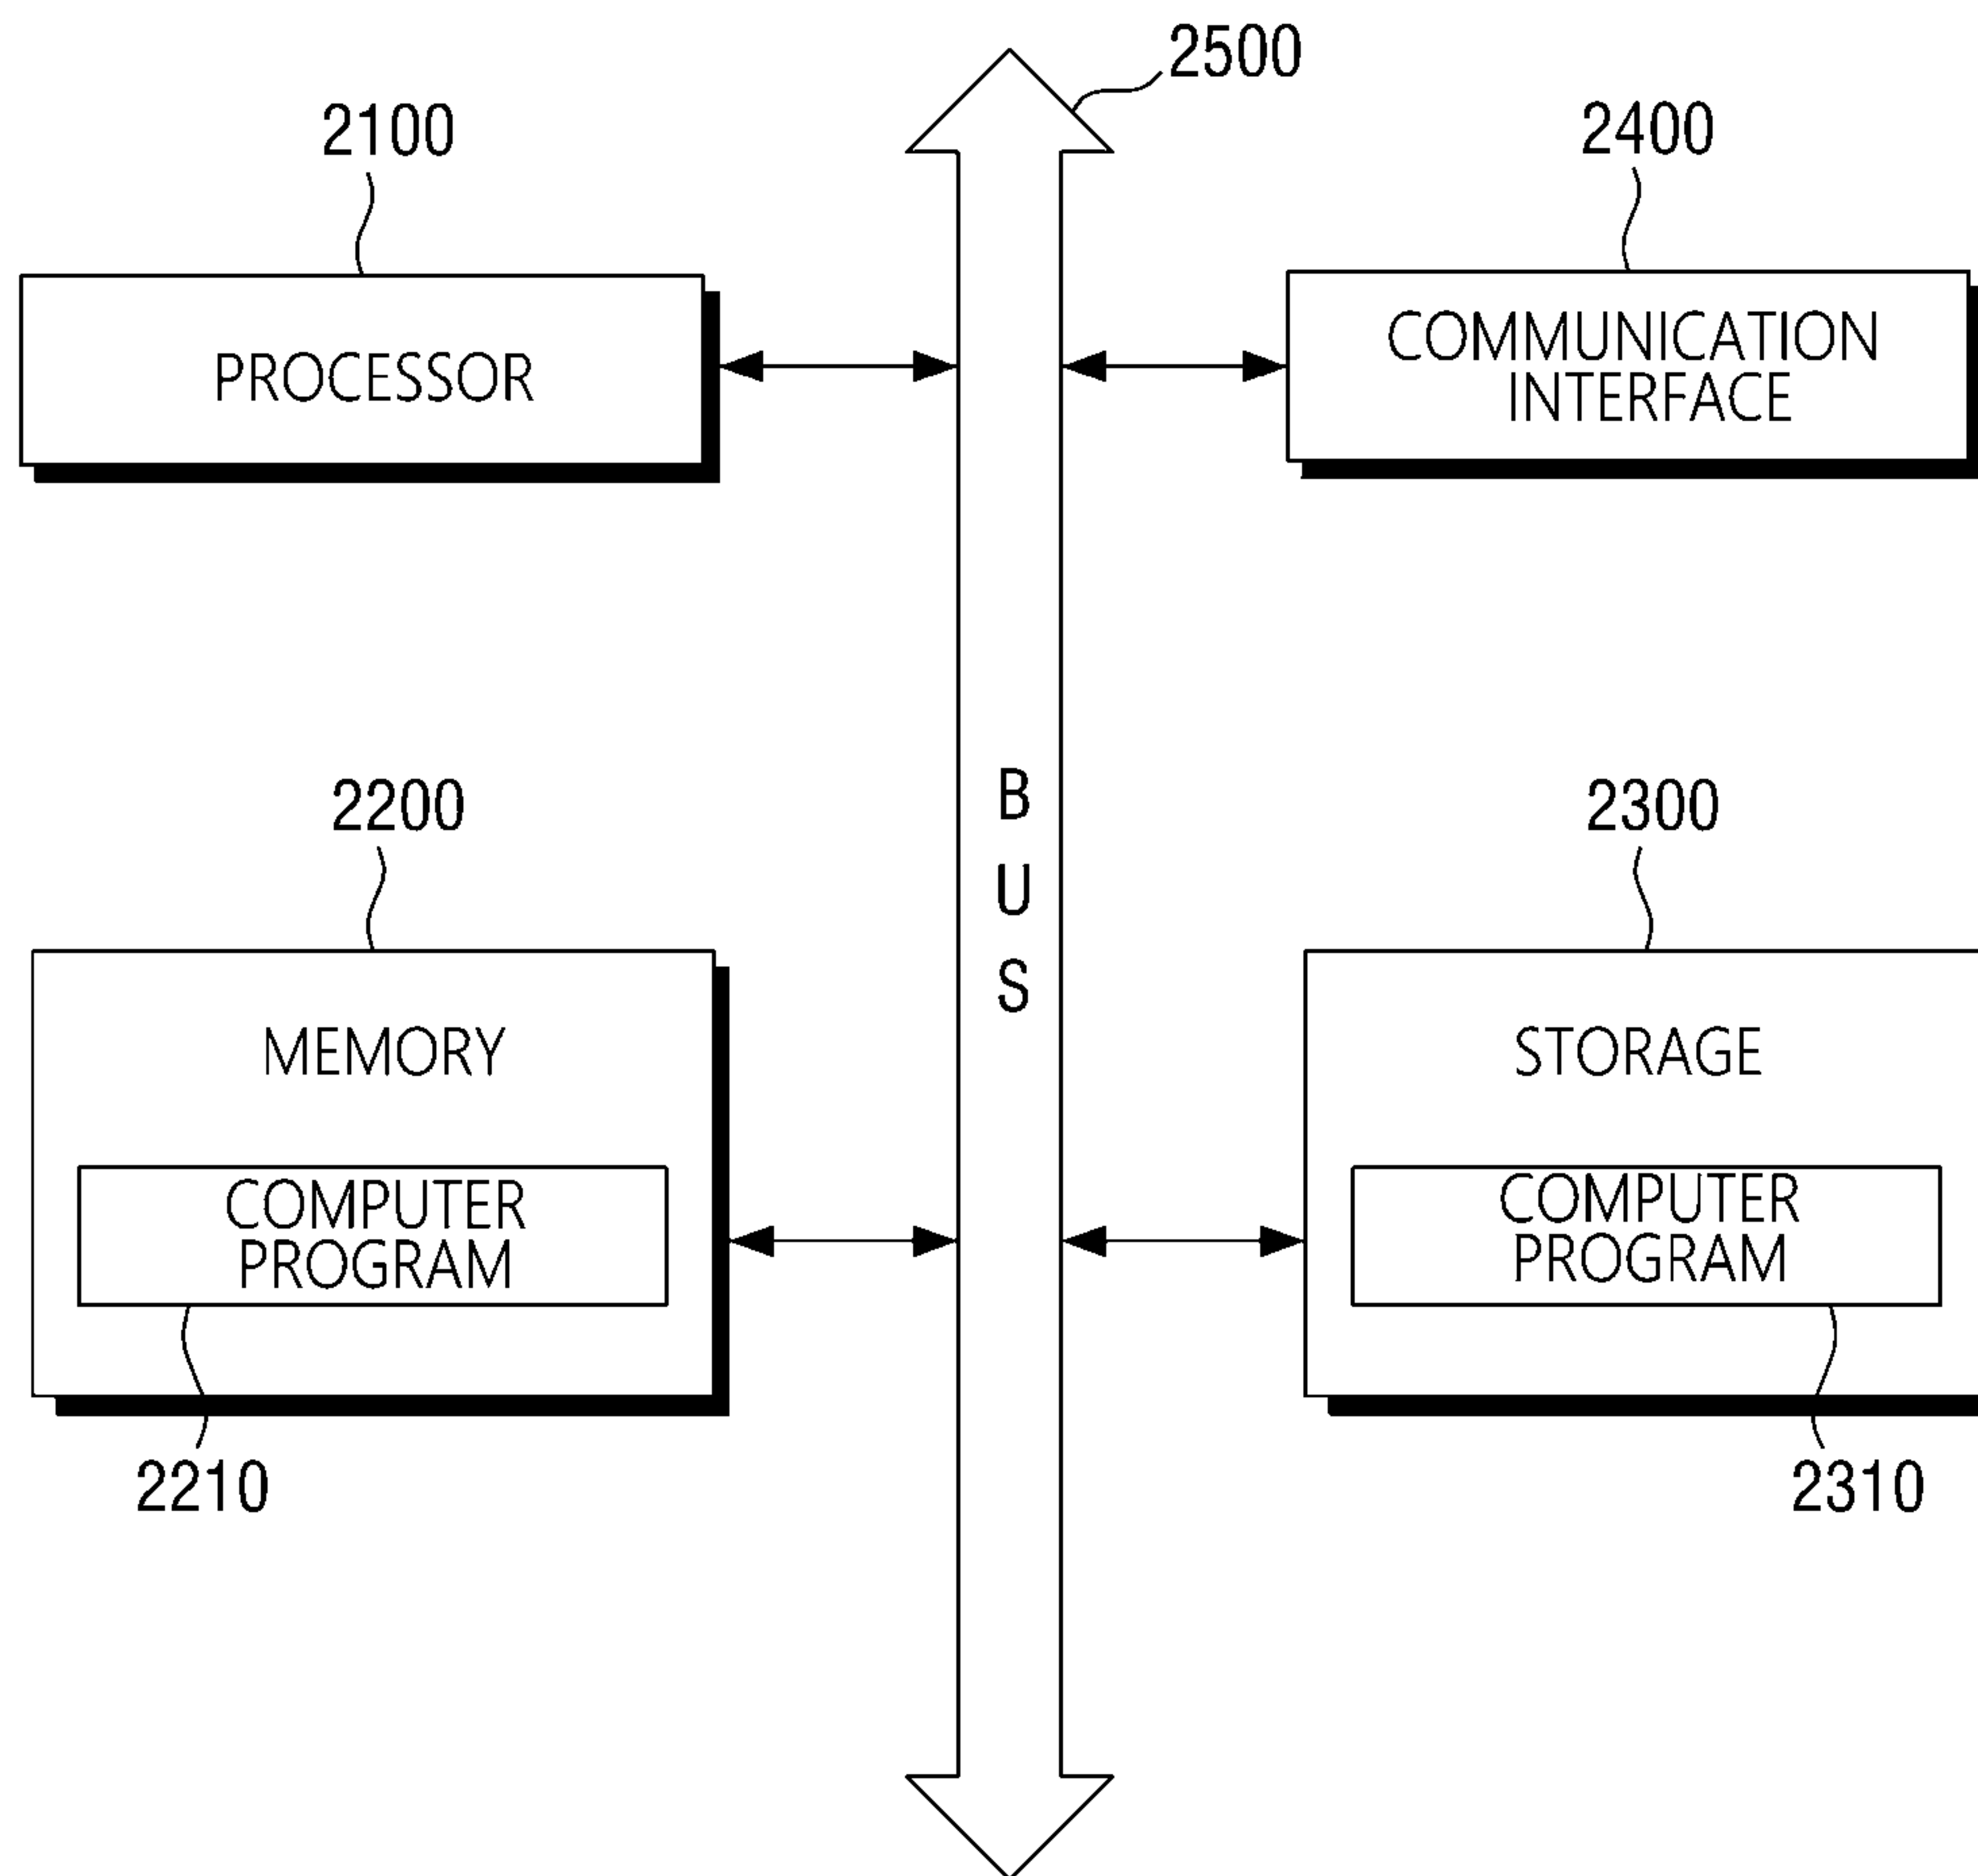 2500
2100
2400
PROCESSOR
COMMUNICATION
INTERFACE
2200
2300
B
U
S
MEMORY
STORAGE
COMPUTER
PROGRAM
COMPUTER
PROGRAM
2210
2310